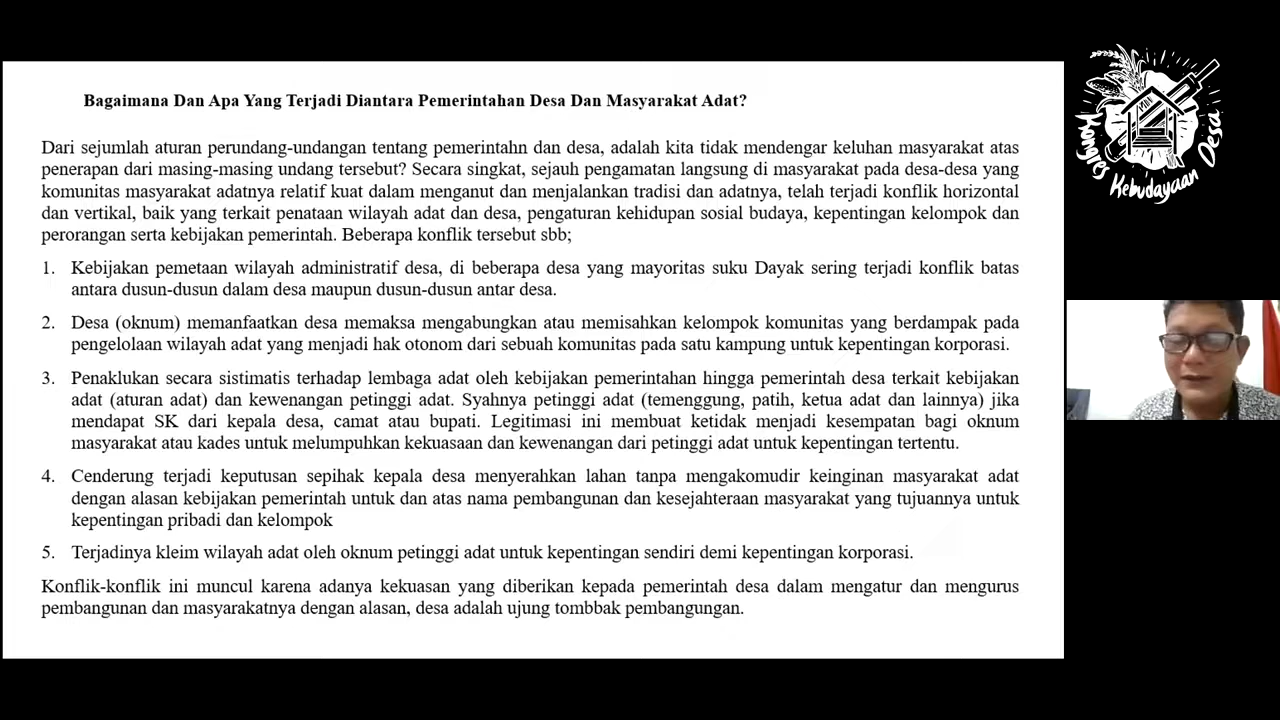 Bagaimana Dan Apa Yang Terjadi Diantara Pemerintahan Desa Dan Masyarakat Adat?
Dari sejumlah aturan perundang-undangan tentang pemerintahn dan desa, adalah kita tidak mendengar keluhan masyarakat atas
penerapan dari masing-masing undang tersebut? Secara singkat, sejauh pengamatan langsung di masyarakat pada desa-desa yang
komunitas masyarakat adatnya relatif kuat dalam menganut dan menjalankan tradisi dan adatnya, telah terjadi konflik horizontal
dan vertikal, baik yang terkait penataan wilayah adat dan desa, pengaturan kehidupan sosial budaya, kepentingan kelompok dan
perorangan serta kebijakan pemerintah. Beberapa konflik tersebut sbb;
1. Kebijakan pemetaan wilayah administratif desa, di beberapa desa yang mayoritas suku Dayak sering terjadi konflik batas
antara dusun-dusun dalam desa maupun dusun-dusun antar desa.
2. Desa (oknum) memanfaatkan desa memaksa mengabungkan atau memisahkan kelompok komunitas yang berdampak pada
pengelolaan wilayah adat yang menjadi hak otonom dari sebuah komunitas pada satu kampung untuk kepentingan korporasi.
3. Penaklukan secara sistimatis terhadap lembaga adat oleh kebijakan pemerintahan hingga pemerintah desa terkait kebijakan
adat (aturan adat) dan kewenangan petinggi adat. Syahnya petinggi adat (temenggung, patih, ketua adat dan lainnya) jika
mendapat SK dari kepala desa, camat atau bupati. Legitimasi ini membuat ketidak menjadi kesempatan bagi oknum
masyarakat atau kades untuk melumpuhkan kekuasaan dan kewenangan dari petinggi adat untuk kepentingan tertentu.
4. Cenderung terjadi keputusan sepihak kepala desa menyerahkan lahan tanpa mengakomudir keinginan masyarakat adat
dengan alasan kebijakan pemerintah untuk dan atas nama pembangunan dan kesejahteraan masyarakat yang tujuannya untuk
kepentingan pribadi dan kelompok
5. Terjadinya kleim wilayah adat oleh oknum petinggi adat untuk kepentingan sendiri demi kepentingan korporasi.
Konflik-konflik ini muncul karena adanya kekuasan yang diberikan kepada pemerintah desa dalam mengatur dan mengurus
pembangunan dan masyarakatnya dengan alasan, desa adalah ujung tombbak pembangungan.
Kongres Kebudayaan Desa